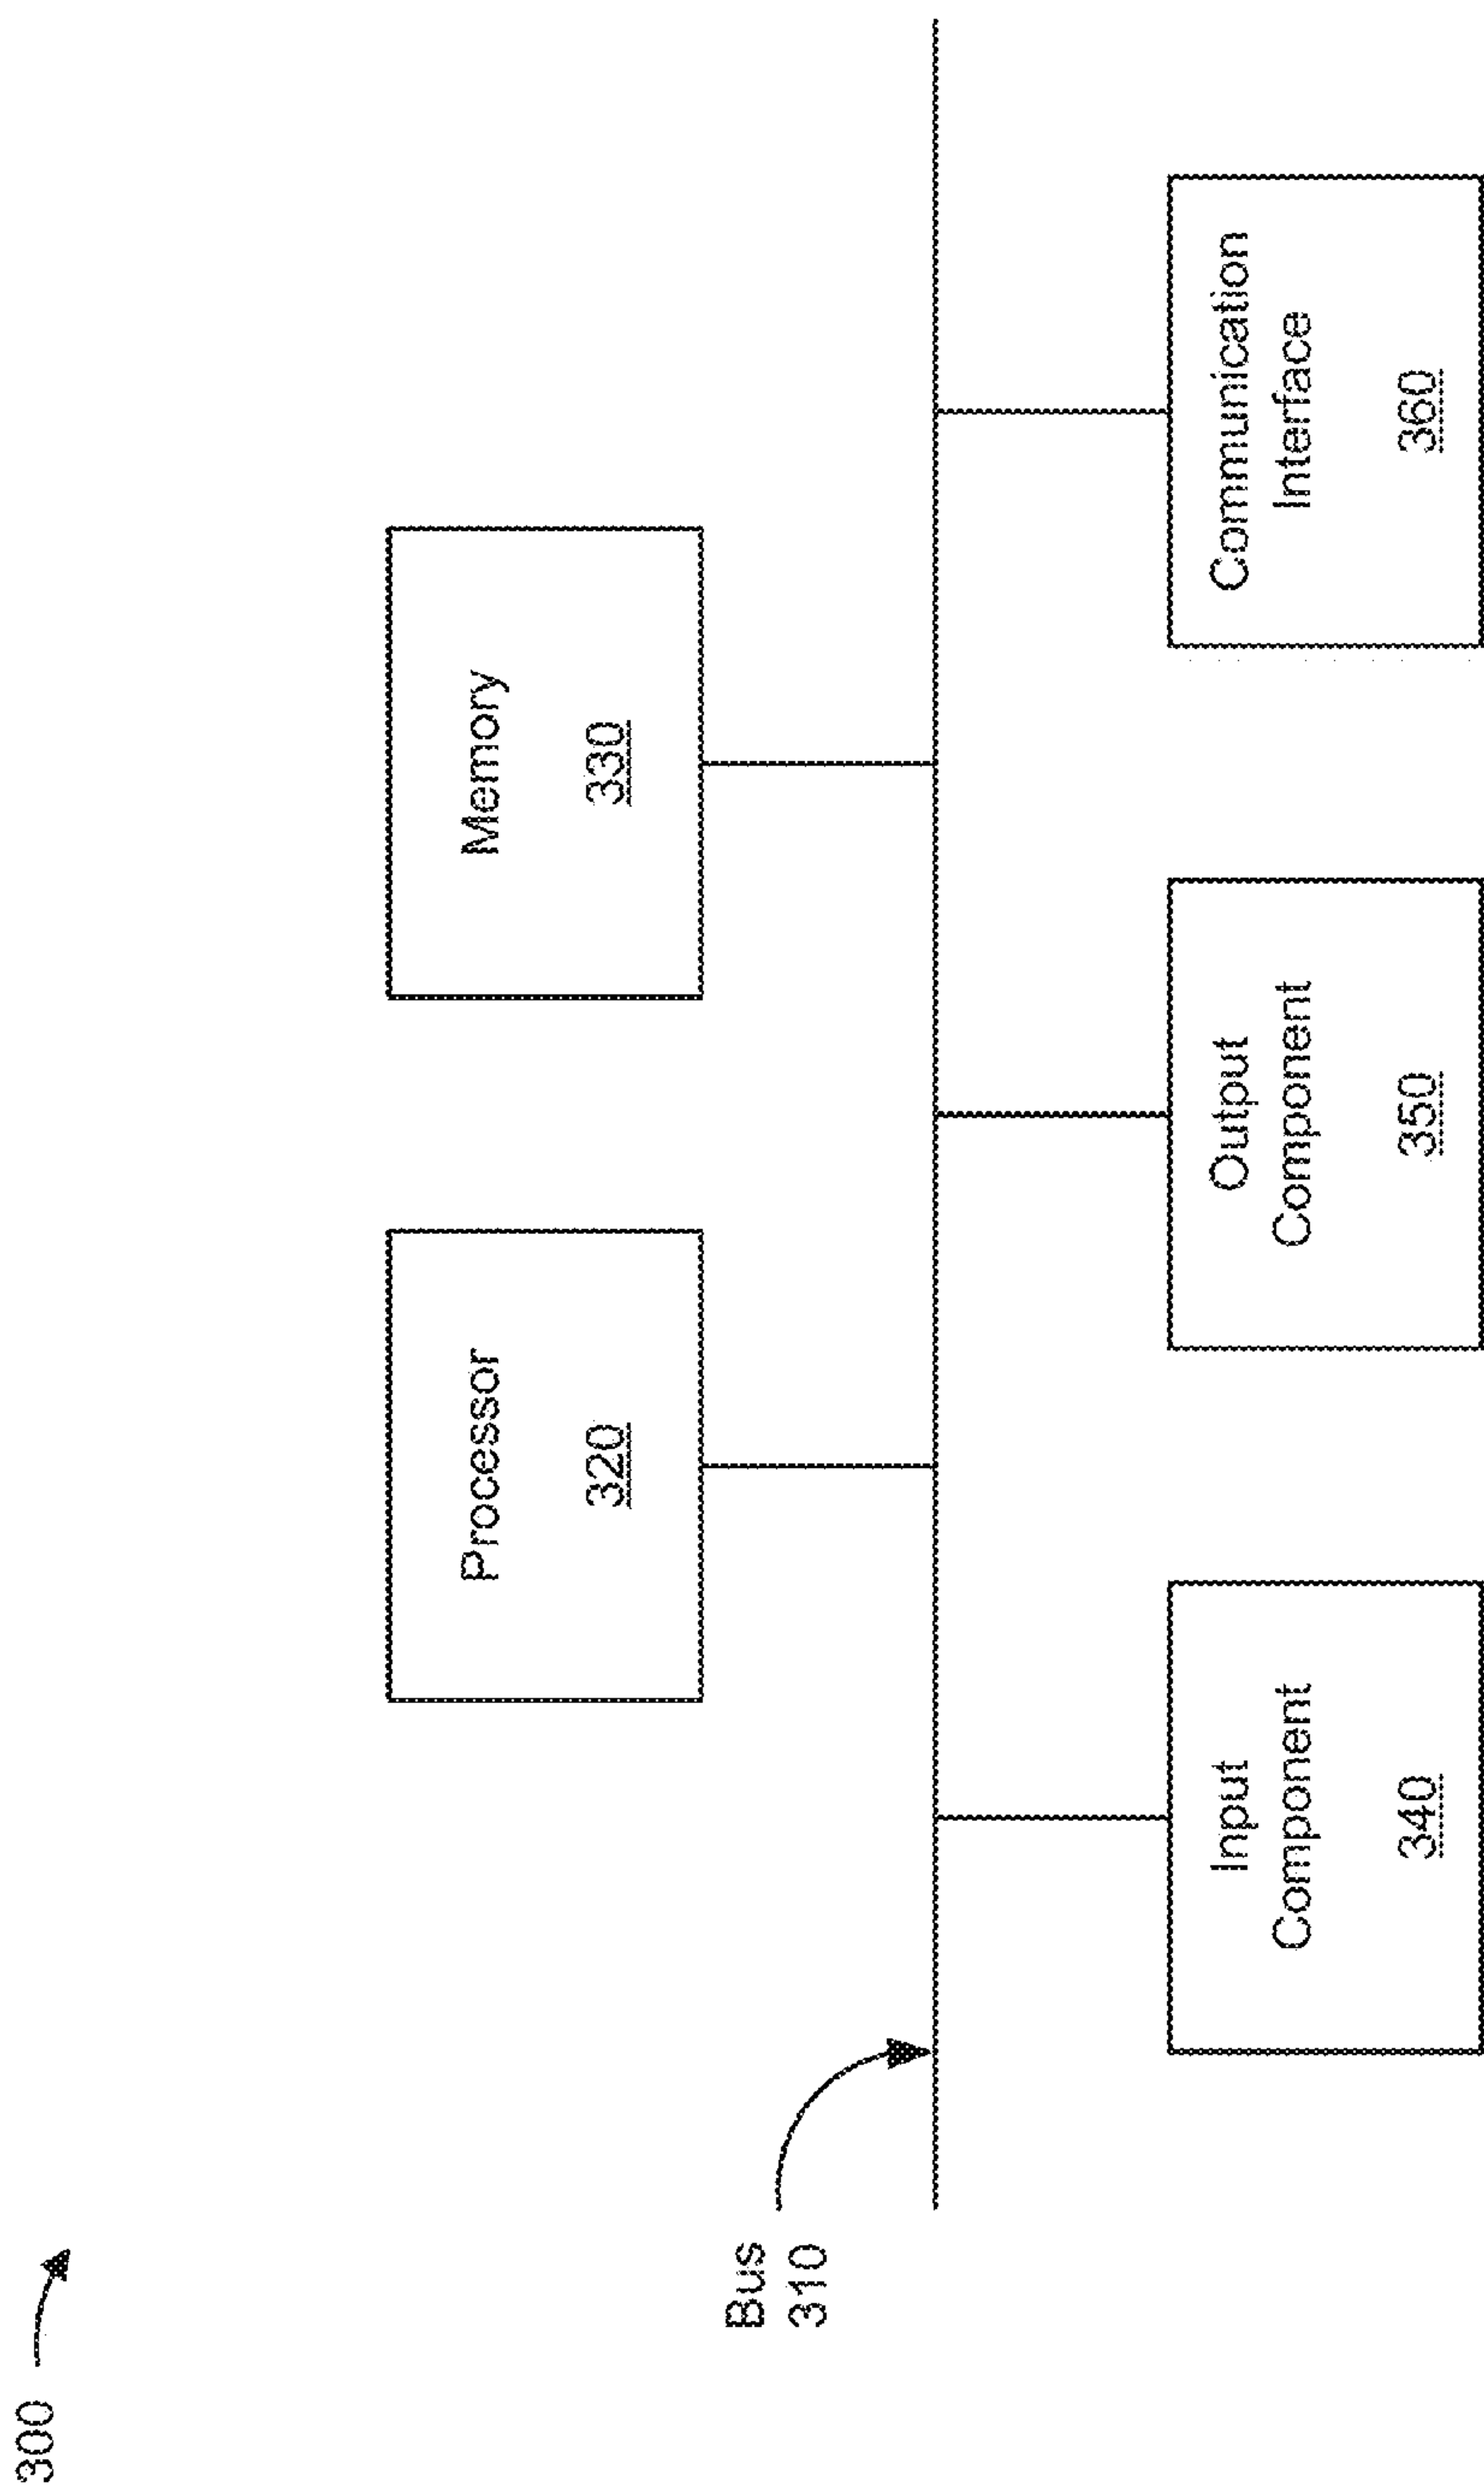 300
Processor
320
Memory
330
Bus
310
Input
Component
340
Output
Component
350
Communication
Interface
360